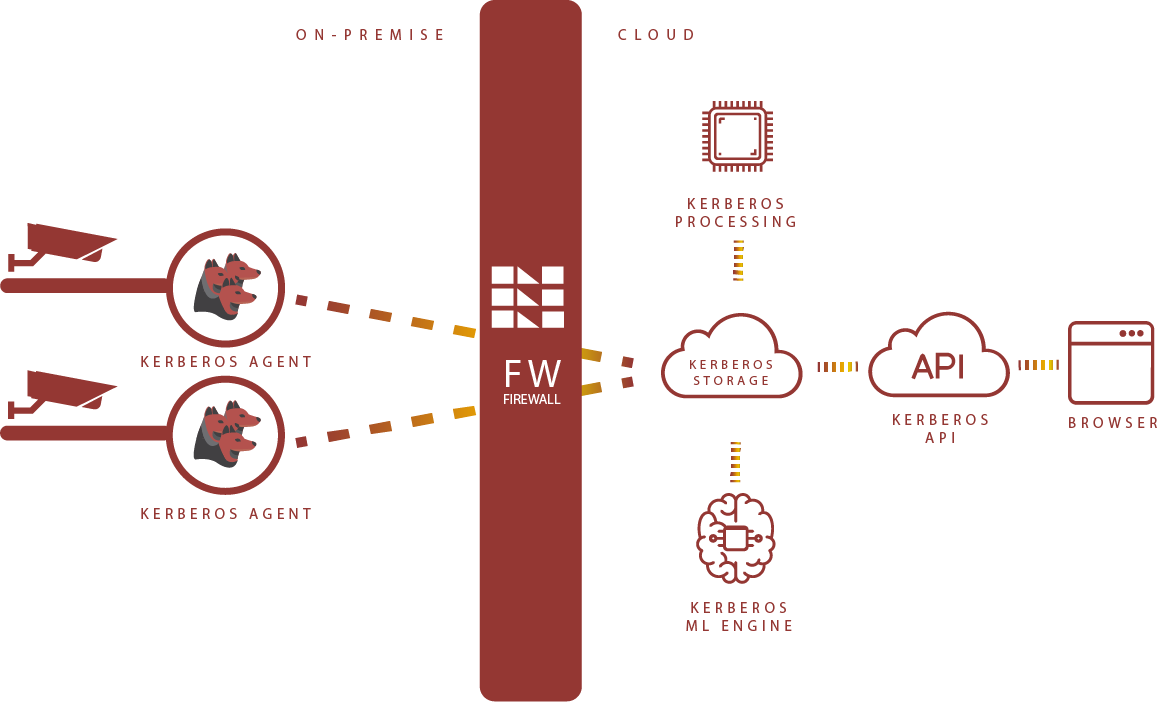 ON-PREMISE
CLOUD
KERBEROS
PROCESSING
KERBEROS AGENT
FW
FIREWALL
KERBEROS
STORAGE
API
KERBEROS
API
BROWSER
KERBEROS AGENT
KERBEROS
ML ENGINE